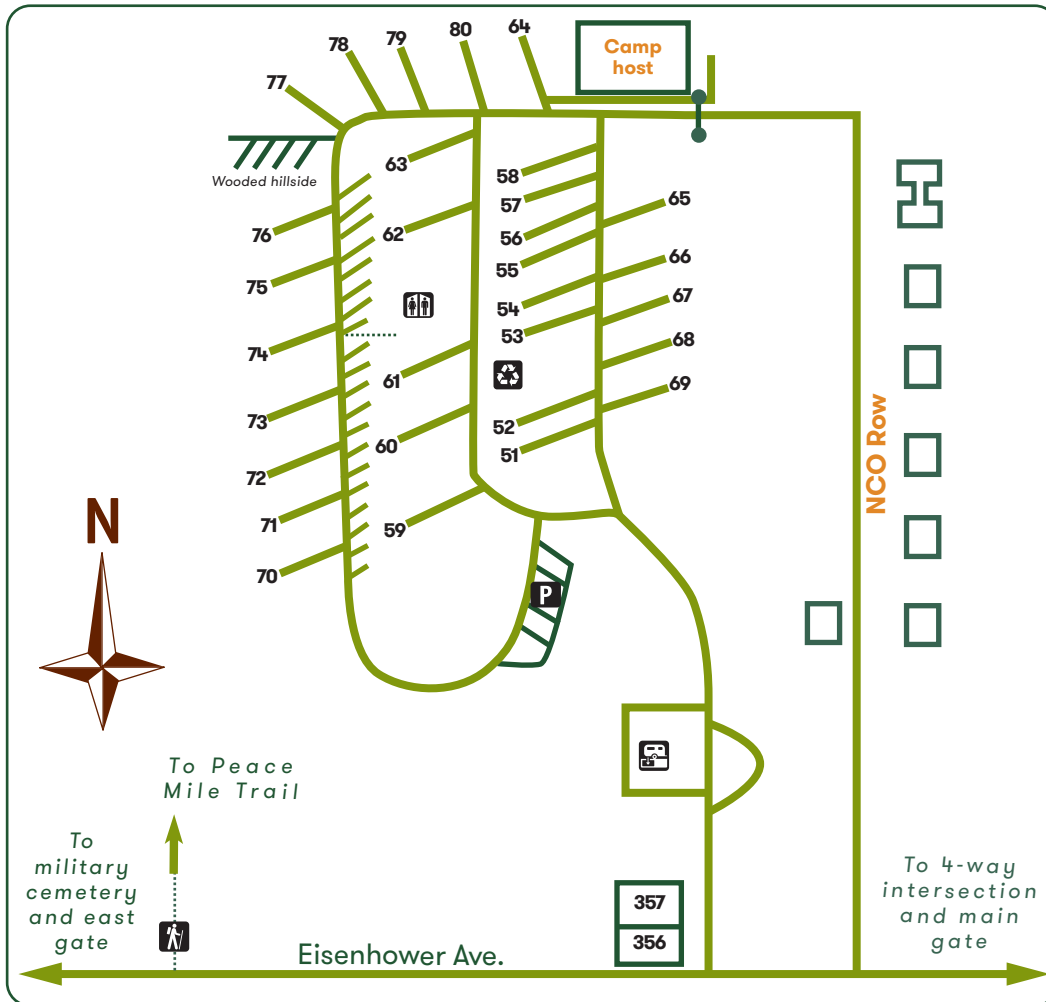 64
80
79
78
Camp
host
77
63
58
Wooded hillside
65
57
62
76
56
66
55
75
67
54
53
68
74
61
69
73
52
60
51
NCO Row
72
N
71
59
70
P
To Peace
Mile Trail
To
military
cemetery
and east
gate
To 4-way
intersection
and main
gate
357
356
Eisenhower Ave.